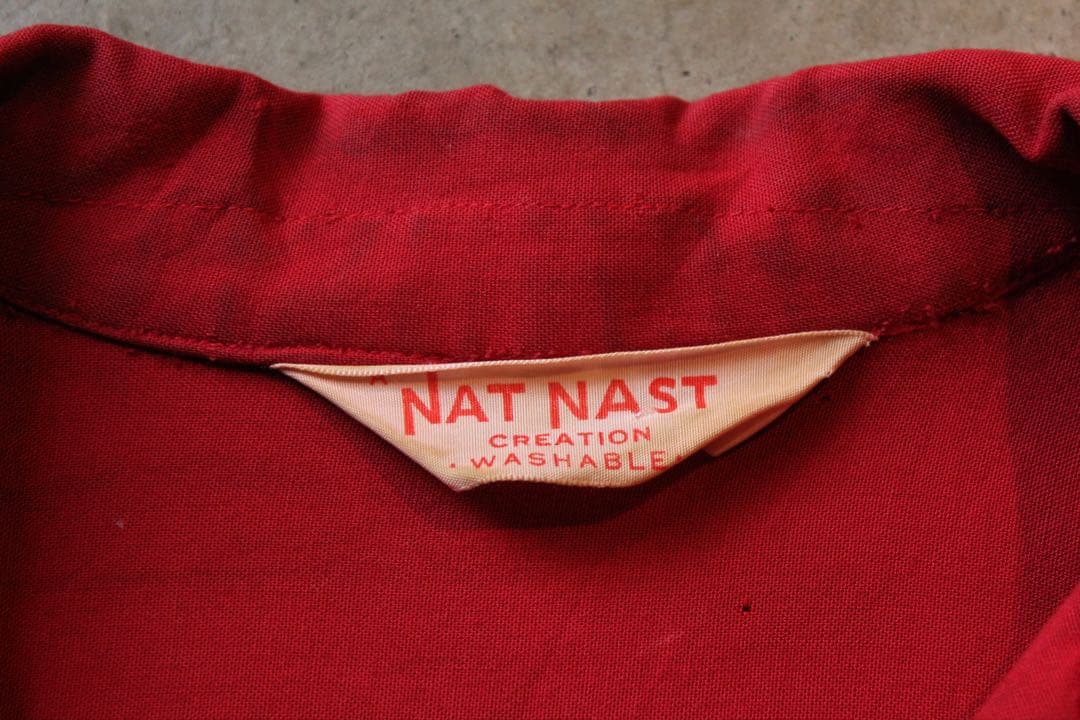 A
NAT NAST
CREATION
. WASHABLE